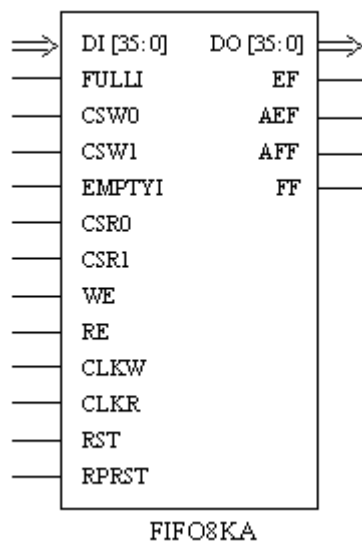 DI [35:0] DO [35:0]
FULLI EF
CSW0 AEF
CSW1 AFF
EMPTYI FF
CSR0
CSR1
WE
RE
CLKW
CLKR
RST
RPRST
FIFO8KA